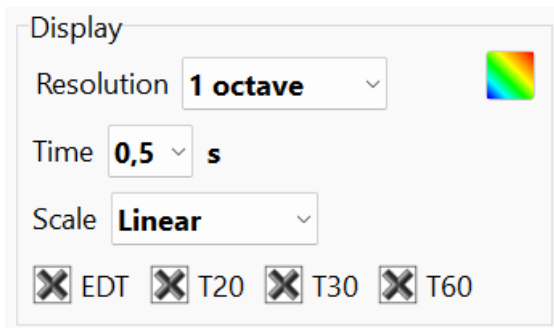 Display
Resolution 1 octave
Time 0,5 s
Scale Linear
EDT T20 T30 T60